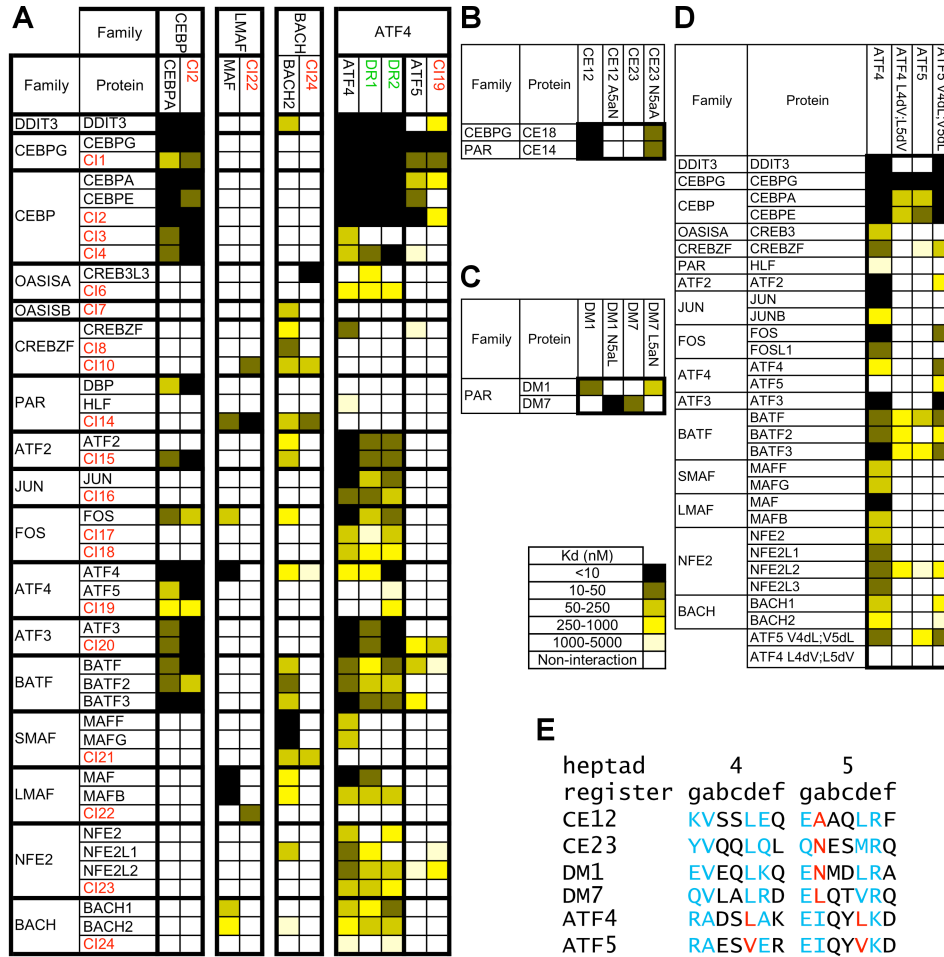 A
Family
CEBP
LMAF
BACH
ATF4
Family
Protein
CEBPA
CI2
MAF
CI22
BACH2
CI24
ATF4
DR1
DR2
ATF5
CI19
DDIT3
DDIT3
CEBPG
CEBPG
CI1
CEBP
CEBPA
CEBPE
CI2
CI3
CI4
OASISA
CREB3L3
CI6
OASISB
CI7
CREBZF
CREBZF
CI8
CI10
PAR
DBP
HLF
CI14
ATF2
ATF2
CI15
JUN
JUN
CI16
FOS
FOS
CI17
CI18
ATF4
ATF4
ATF5
CI19
ATF3
ATF3
CI20
BATF
BATF
BATF2
BATF3
SMAF
MAFF
MAFG
CI21
LMAF
MAF
MAFB
CI22
NFE2
NFE2
NFE2L1
NFE2L2
CI23
BACH
BACH1
BACH2
CI24
B
Family
Protein
CE12
CE12 A5aN
CE23
CE23 N5aA
CEBPG
CE18
PAR
CE14
C
Family
Protein
DM1
DM1 N5aL
DM7
DM7 L5aN
PAR
DM1
DM7
Kd (nM)
<10
10-50
50-250
250-1000
1000-5000
Non-interaction
D
Family
Protein
ATF4
ATF4 L4dV;L5dV
ATF5
ATF5 V4dL;V5dL
DDIT3
DDIT3
CEBPG
CEBPG
CEBP
CEBPA
CEBPE
OASISA
CREB3
CREBZF
CREBZF
PAR
HLF
ATF2
ATF2
JUN
JUN
JUNB
FOS
FOS
FOSL1
ATF4
ATF4
ATF5
ATF3
ATF3
BATF
BATF
BATF2
BATF3
SMAF
MAFF
MAFG
LMAF
MAF
MAFB
NFE2
NFE2
NFE2L1
NFE2L2
NFE2L3
BACH
BACH1
BACH2
ATF5 V4dL;V5dL
ATF4 L4dV;L5dV
E
heptad 4 5
register gabcdef gabcdef
CE12 KVSSLEQ EAAQLRF
CE23 YVQQLQL QNESMRQ
DM1 EVEQLKQ ENMDLRA
DM7 QVLALRD ELQTVRQ
ATF4 RADSLAK EIQYLKD
ATF5 RAESVER EIQYVKD